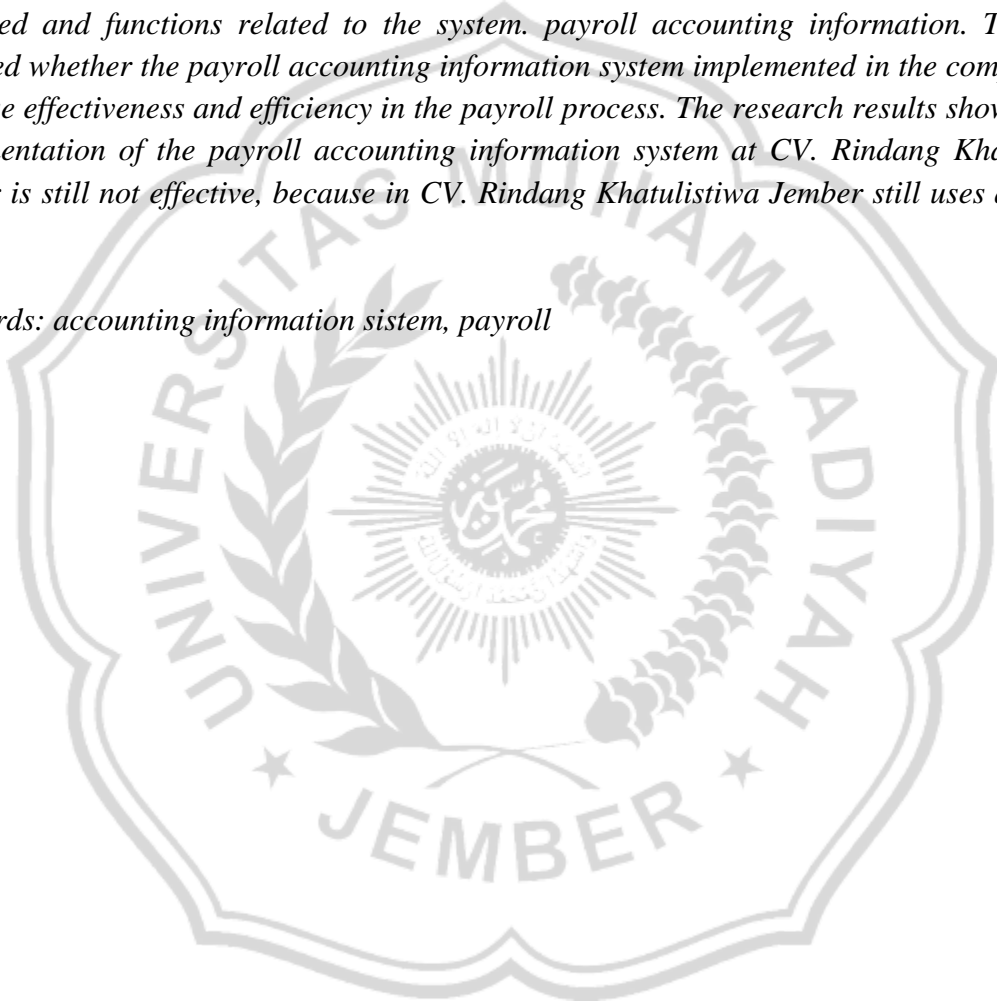 ed and functions related to the system. payroll accounting information. T
ed whether the payroll accounting information system implemented in the com
e effectiveness and efficiency in the payroll process. The research results show
entation of the payroll accounting information system at CV. Rindang Kha
is still not effective, because in CV. Rindang Khatulistiwa Jember still uses
rds: accounting information sistem, payroll
UNIVERSITAS MUHAMMADIYAH
JEMBER